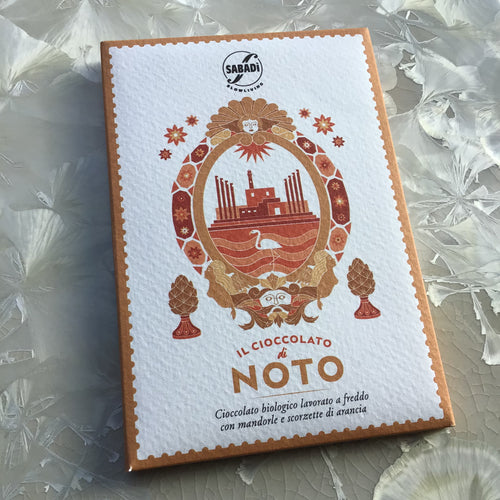 SABADÌ
SLOWLIVING
IL CIOCCOLATO
di
NOTO
Cioccolato biologico lavorato a freddo
con mandorle e scorzette di arancia